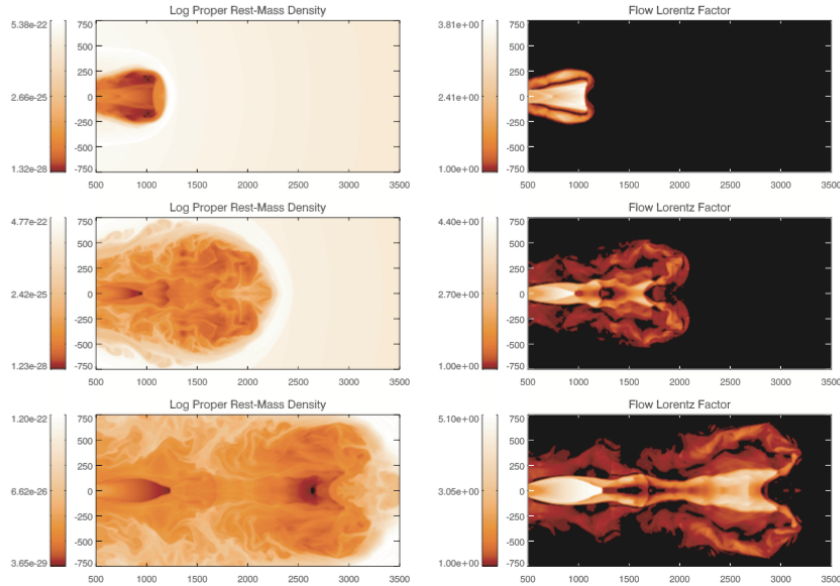 Log Proper Rest-Mass Density
5.38e-22
2.66e-25
1.32e-28
750
500
250
0
-250
-500
-750
500 1000 1500 2000 2500 3000 3500
Flow Lorentz Factor
3.81e+00
2.41e+00
1.00e+00
750
500
250
0
-250
-500
-750
500 1000 1500 2000 2500 3000 3500
Log Proper Rest-Mass Density
4.77e-22
2.42e-25
1.23e-28
750
500
250
0
-250
-500
-750
500 1000 1500 2000 2500 3000 3500
Flow Lorentz Factor
4.40e+00
2.70e+00
1.00e+00
750
500
250
0
-250
-500
-750
500 1000 1500 2000 2500 3000 3500
Log Proper Rest-Mass Density
1.20e-22
6.62e-26
3.65e-29
750
500
250
0
-250
-500
-750
500 1000 1500 2000 2500 3000 3500
Flow Lorentz Factor
5.10e+00
3.05e+00
1.00e+00
750
500
250
0
-250
-500
-750
500 1000 1500 2000 2500 3000 3500